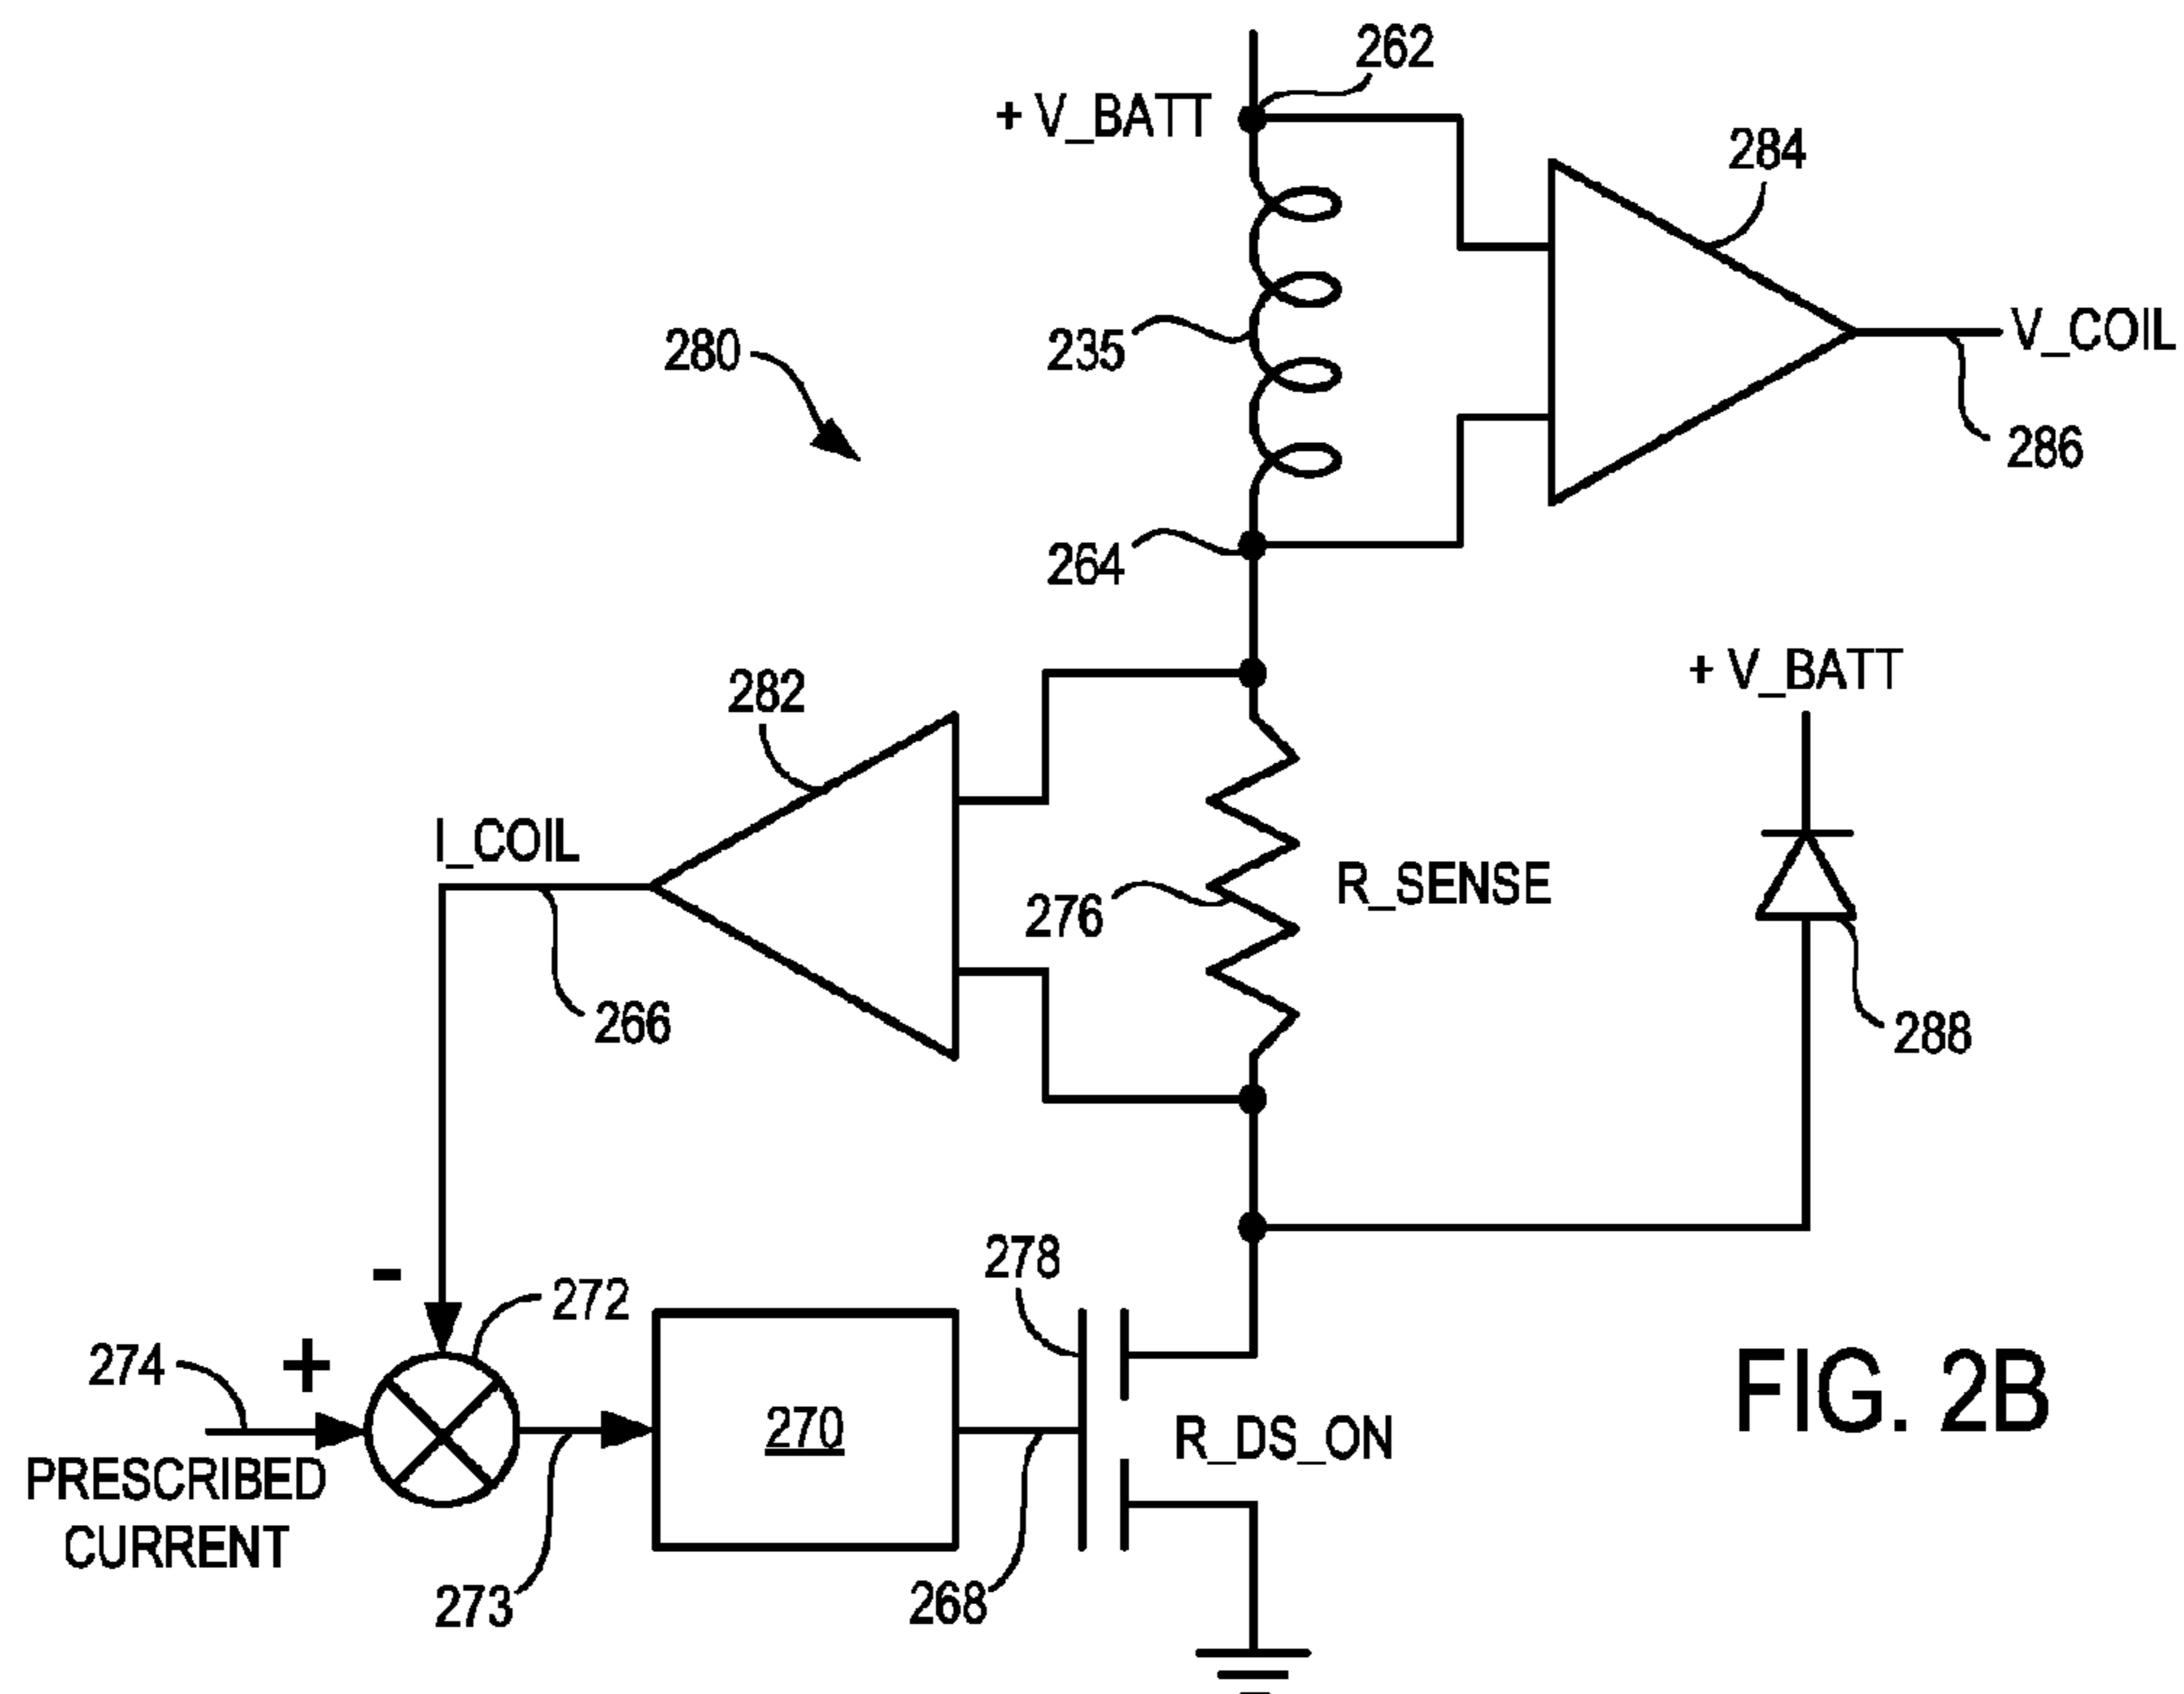 262
+ V_BATT
284
280
235
V_COIL
286
264
+ V_BATT
282
I_COIL
276
R_SENSE
266
288
278
-
272
274
+
270
R_DS_ON
FIG. 2B
PRESCRIBED
CURRENT
273
268